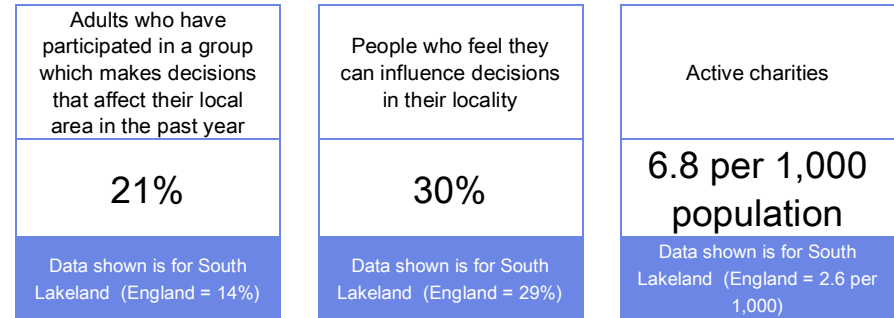 Adults who have
participated in a group
which makes decisions
that affect their local
area in the past year
21%
Data shown is for South
Lakeland  (England = 14%)
People who feel they
can influence decisions
in their locality
30%
Data shown is for South
Lakeland  (England = 29%)
Active charities
6.8 per 1,000
population
Data shown is for South
Lakeland  (England = 2.6 per
1,000)